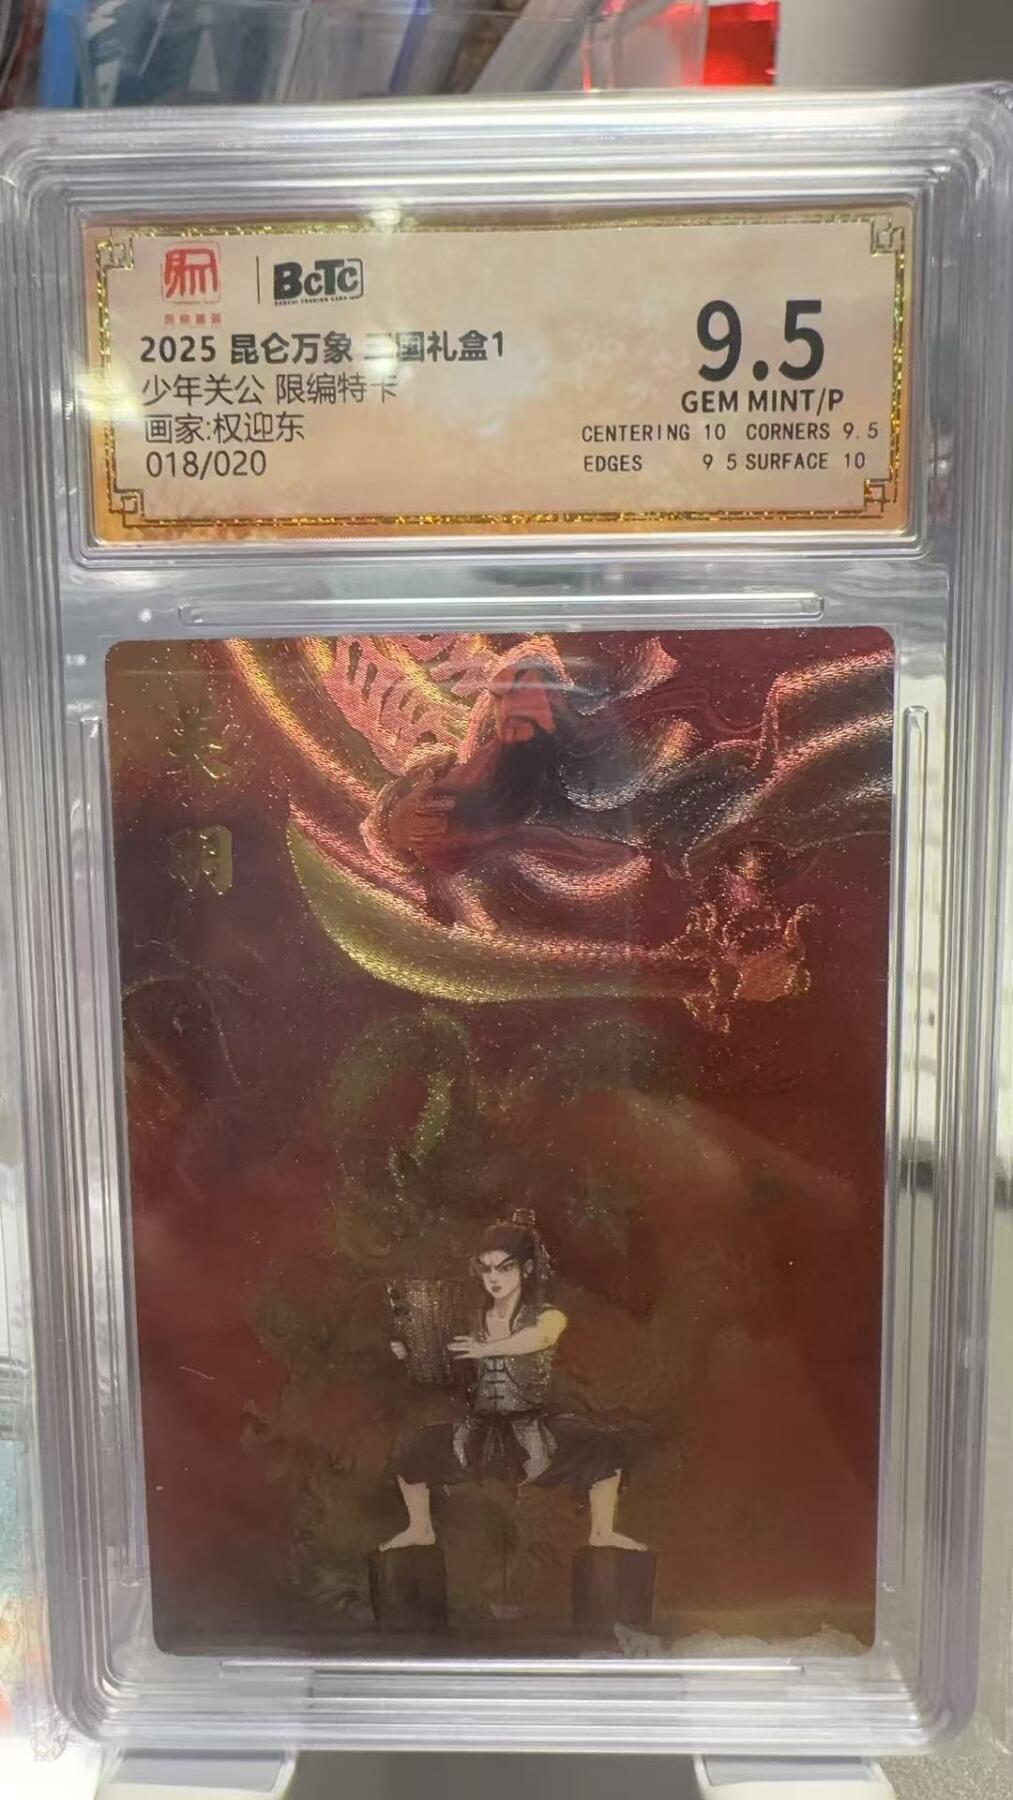 BCTC
2025 昆仑万象 三国礼盒1
少年关公 限编特卡
画家:权迎东
018/020
9.5
GEM MINT/P
CENTERING 10 CORNERS 9.5
EDGES 9 5 SURFACE 10